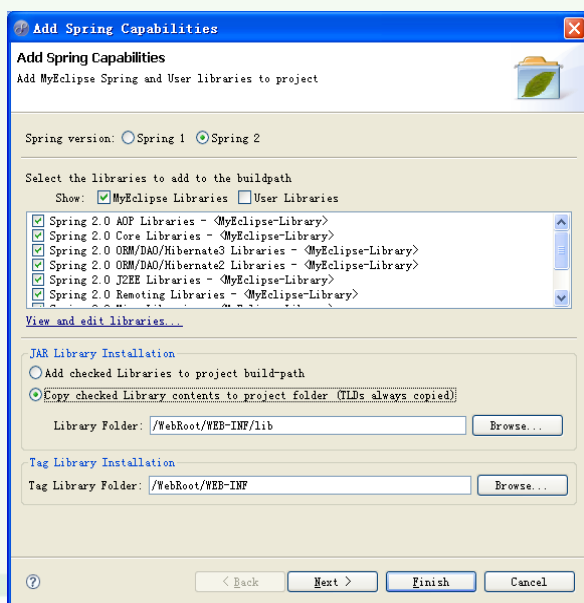 Add Spring Capabilities
Add Spring Capabilities
Add MyEclipse Spring and User libraries to project
Spring version: Spring 1 Spring 2
Select the libraries to add to the buildpath
Show: MyEclipse Libraries User Libraries
Spring 2.0 AOP Libraries - <MyEclipse-Library>
Spring 2.0 Core Libraries - <MyEclipse-Library>
Spring 2.0 ORM/DAO/Hibernate3 Libraries - <MyEclipse-Library>
Spring 2.0 ORM/DAO/Hibernate2 Libraries - <MyEclipse-Library>
Spring 2.0 J2EE Libraries - <MyEclipse-Library>
Spring 2.0 Remoting Libraries - <MyEclipse-Library>
View and edit libraries...
JAR Library Installation
Add checked Libraries to project build-path
Copy checked Library contents to project folder (TLDs always copied)
Library Folder: /WebRoot/WEB-INF/lib Browse...
Tag Library Installation
Tag Library Folder: /WebRoot/WEB-INF Browse...
? < Back Next > Finish Cancel